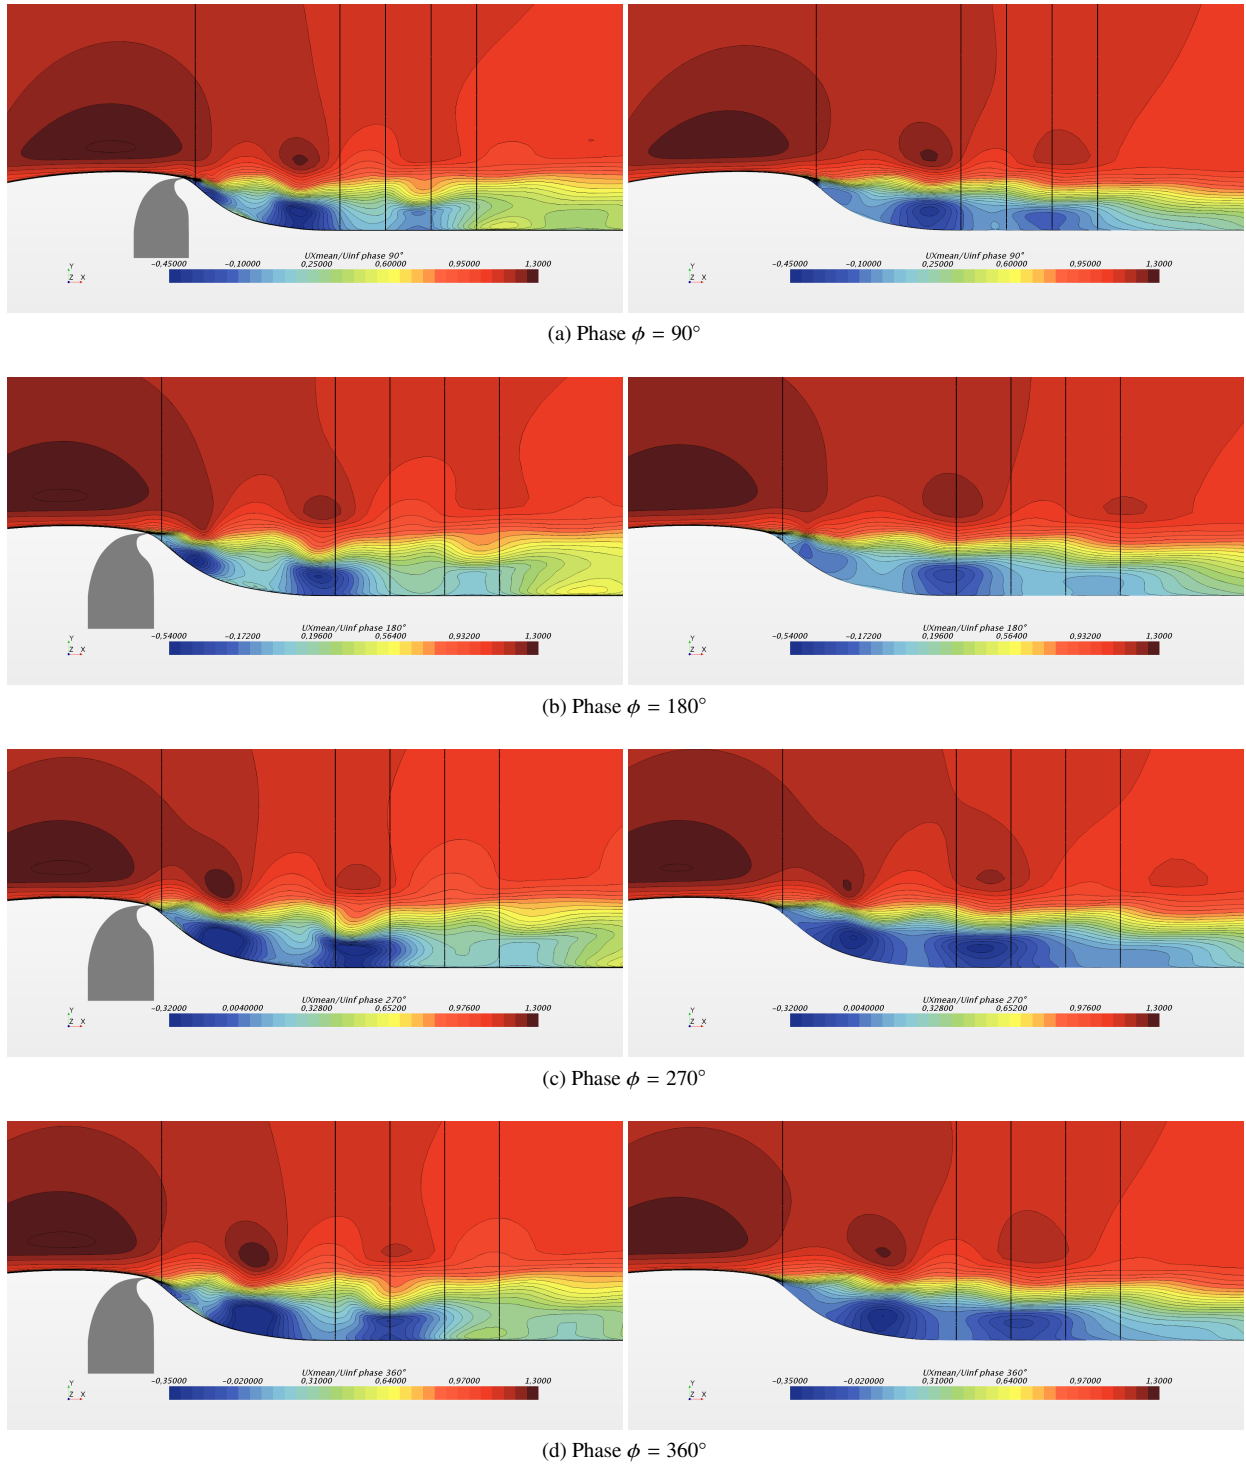 UXmean/Uinf phase 90°
-0,45000 -0,10000 0,25000 0,60000 0,95000 1,3000
Y
Z X
UXmean/Uinf phase 90°
-0,45000 -0,10000 0,25000 0,60000 0,95000 1,3000
Y
Z X
(a) Phase ϕ = 90°
UXmean/Uinf phase 180°
-0,54000 -0,17200 0,19600 0,56400 0,93200 1,3000
Y
Z X
UXmean/Uinf phase 180°
-0,54000 -0,17200 0,19600 0,56400 0,93200 1,3000
Y
Z X
(b) Phase ϕ = 180°
UXmean/Uinf phase 270°
-0,32000 0,0040000 0,32800 0,65200 0,97600 1,3000
Y
Z X
UXmean/Uinf phase 270°
-0,32000 0,0040000 0,32800 0,65200 0,97600 1,3000
Y
Z X
(c) Phase ϕ = 270°
UXmean/Uinf phase 360°
-0,35000 -0,020000 0,31000 0,64000 0,97000 1,3000
Y
Z X
UXmean/Uinf phase 360°
-0,35000 -0,020000 0,31000 0,64000 0,97000 1,3000
Y
Z X
(d) Phase ϕ = 360°